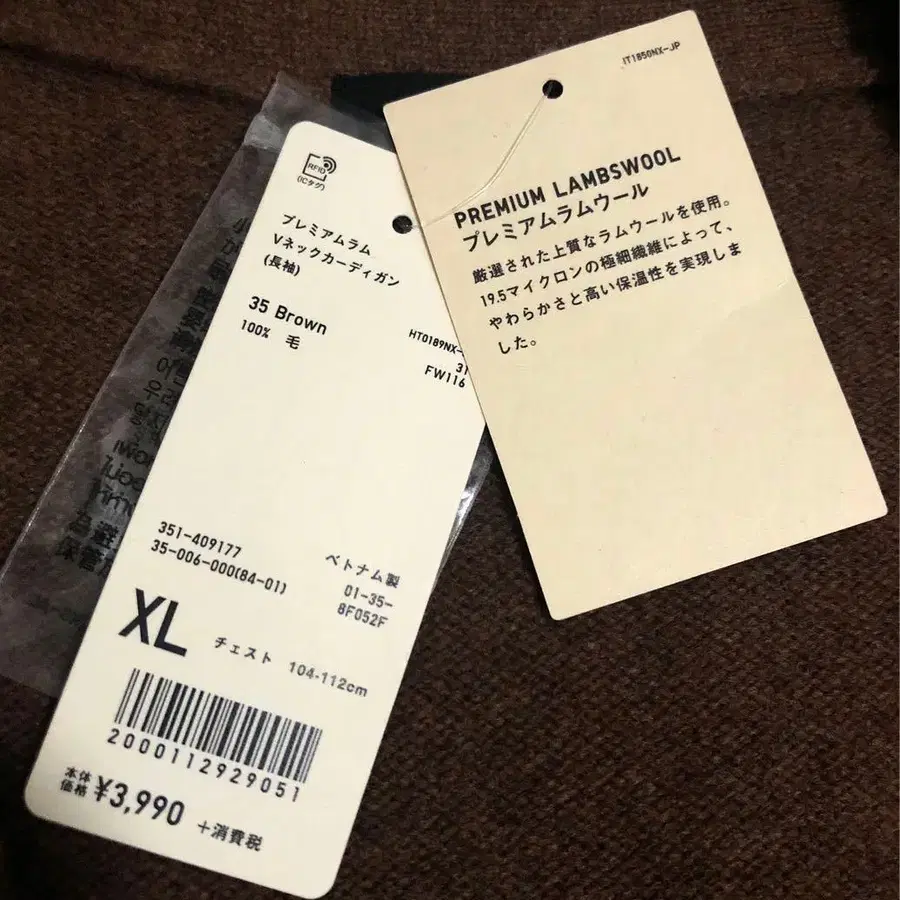 RFID
(ICタグ)
プレミアムラム
Vネックカーディガン
(長袖)
35 Brown
100% 毛
HT0189NX-
31
FW116
351-409177
35-006-000(84-01)
ベトナム製
01-35-
8F052F
XL
チェスト 104-112cm
2000112929051
本体
価格 ¥3,990 +消費税
IT1850NX-JP
PREMIUM LAMBSWOOL
プレミアムラムウール
厳選された上質なラムウールを使用。
19.5マイクロンの極細繊維によって、
やわらかさと高い保温性を実現しま
した。